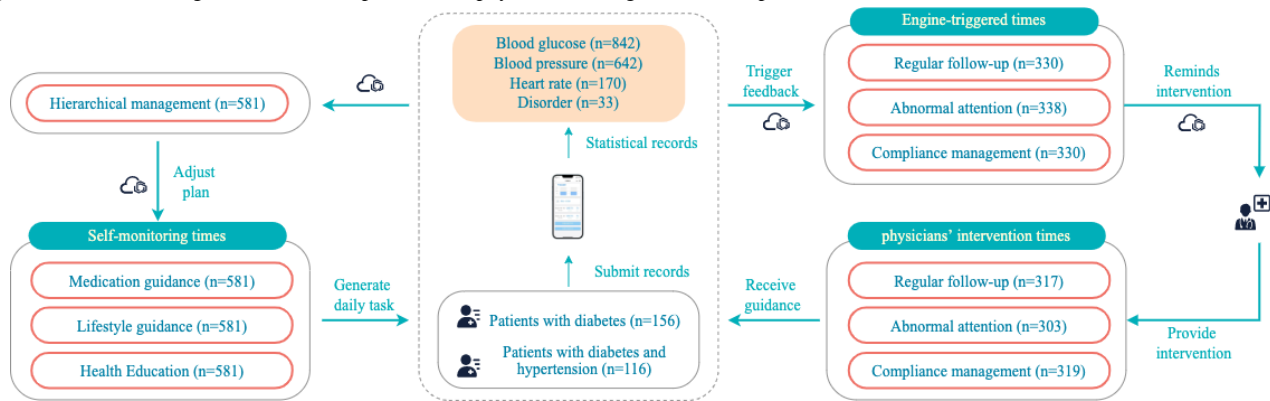 Hierarchical management (n=581)
Adjust
plan
Self-monitoring times
Medication guidance (n=581)
Lifestyle guidance (n=581)
Health Education (n=581)
Generate
daily task
Blood glucose (n=842)
Blood pressure (n=642)
Heart rate (n=170)
Disorder (n=33)
Statistical records
Submit records
Patients with diabetes (n=156)
Patients with diabetes and
hypertension (n=116)
Trigger
feedback
Engine-triggered times
Regular follow-up (n=330)
Abnormal attention (n=338)
Compliance management (n=330)
Reminds
intervention
Provide
intervention
physicians’ intervention times
Regular follow-up (n=317)
Abnormal attention (n=303)
Compliance management (n=319)
Receive
guidance